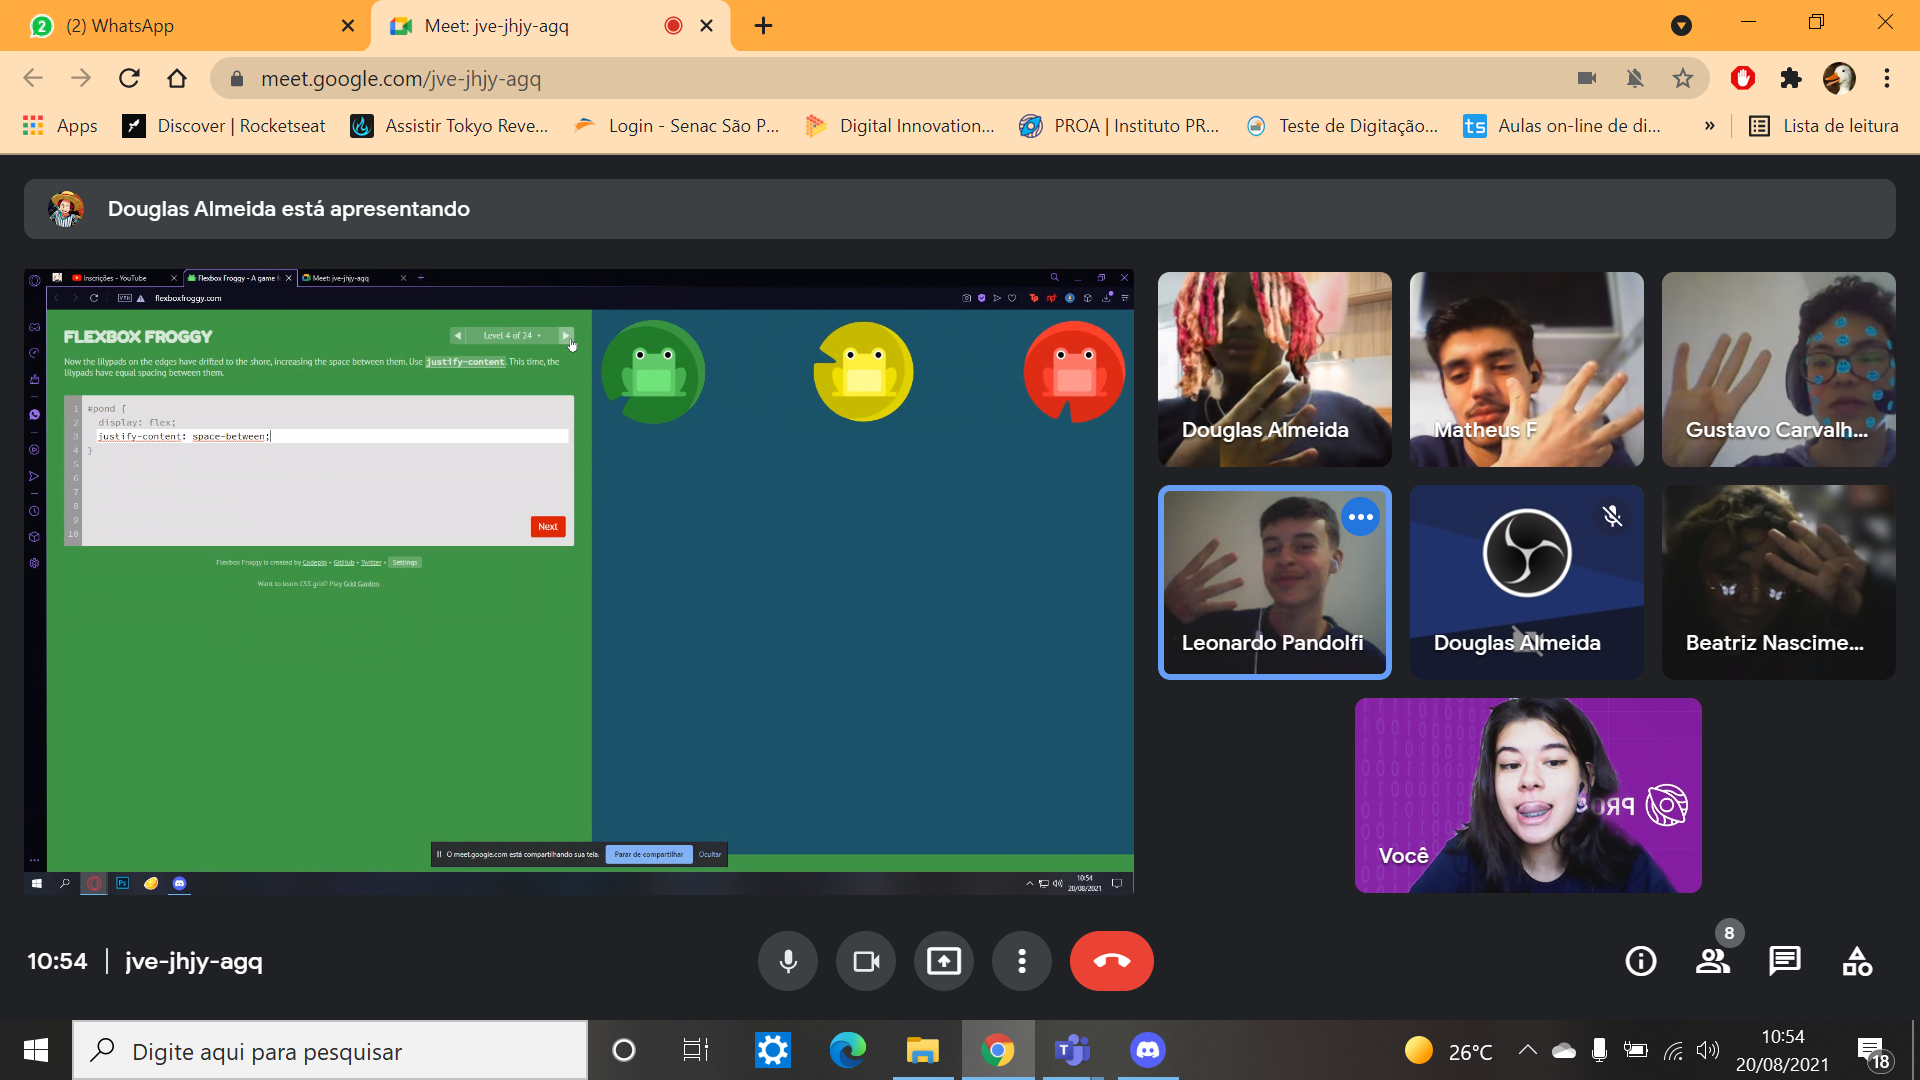 (2) WhatsApp
Meet: jve-jhjy-agq
meet.google.com/jve-jhjy-agq
Apps
Discover | Rocketseat
Assistir Tokyo Reve...
Login - Senac São P...
Digital Innovation...
PROA | Instituto PR...
Teste de Digitação...
ts
Aulas on-line de di...
»
Lista de leitura
Douglas Almeida está apresentando
Inscrições - YouTube
Flexbox Froggy - A game f
Meet: jve-jhjy-agq
VPN
flexboxfroggy.com
FLEXBOX FROGGY
Level 4 of 24
Now the lilypads on the edges have drifted to the shore, increasing the space between them. Use justify-content. This time, the
lilypads have equal spacing between them.
1 #pond {
2 display: flex;
3 justify-content: space-between;
4 }
5
6
7
8
9
10
Next
Flexbox Froggy is created by Codepip • GitHub • Twitter • Settings
Want to learn CSS grid? Play Grid Garden.
O meet.google.com está compartilhando sua tela.
Parar de compartilhar
Ocultar
Ps
10:54
20/08/2021
Douglas Almeida
Matheus F
Gustavo Carvalh...
Leonardo Pandolfi
Douglas Almeida
Beatriz Nascime...
PRO
Você
10:54 | jve-jhjy-agq
8
Digite aqui para pesquisar
26°C
10:54
20/08/2021
18